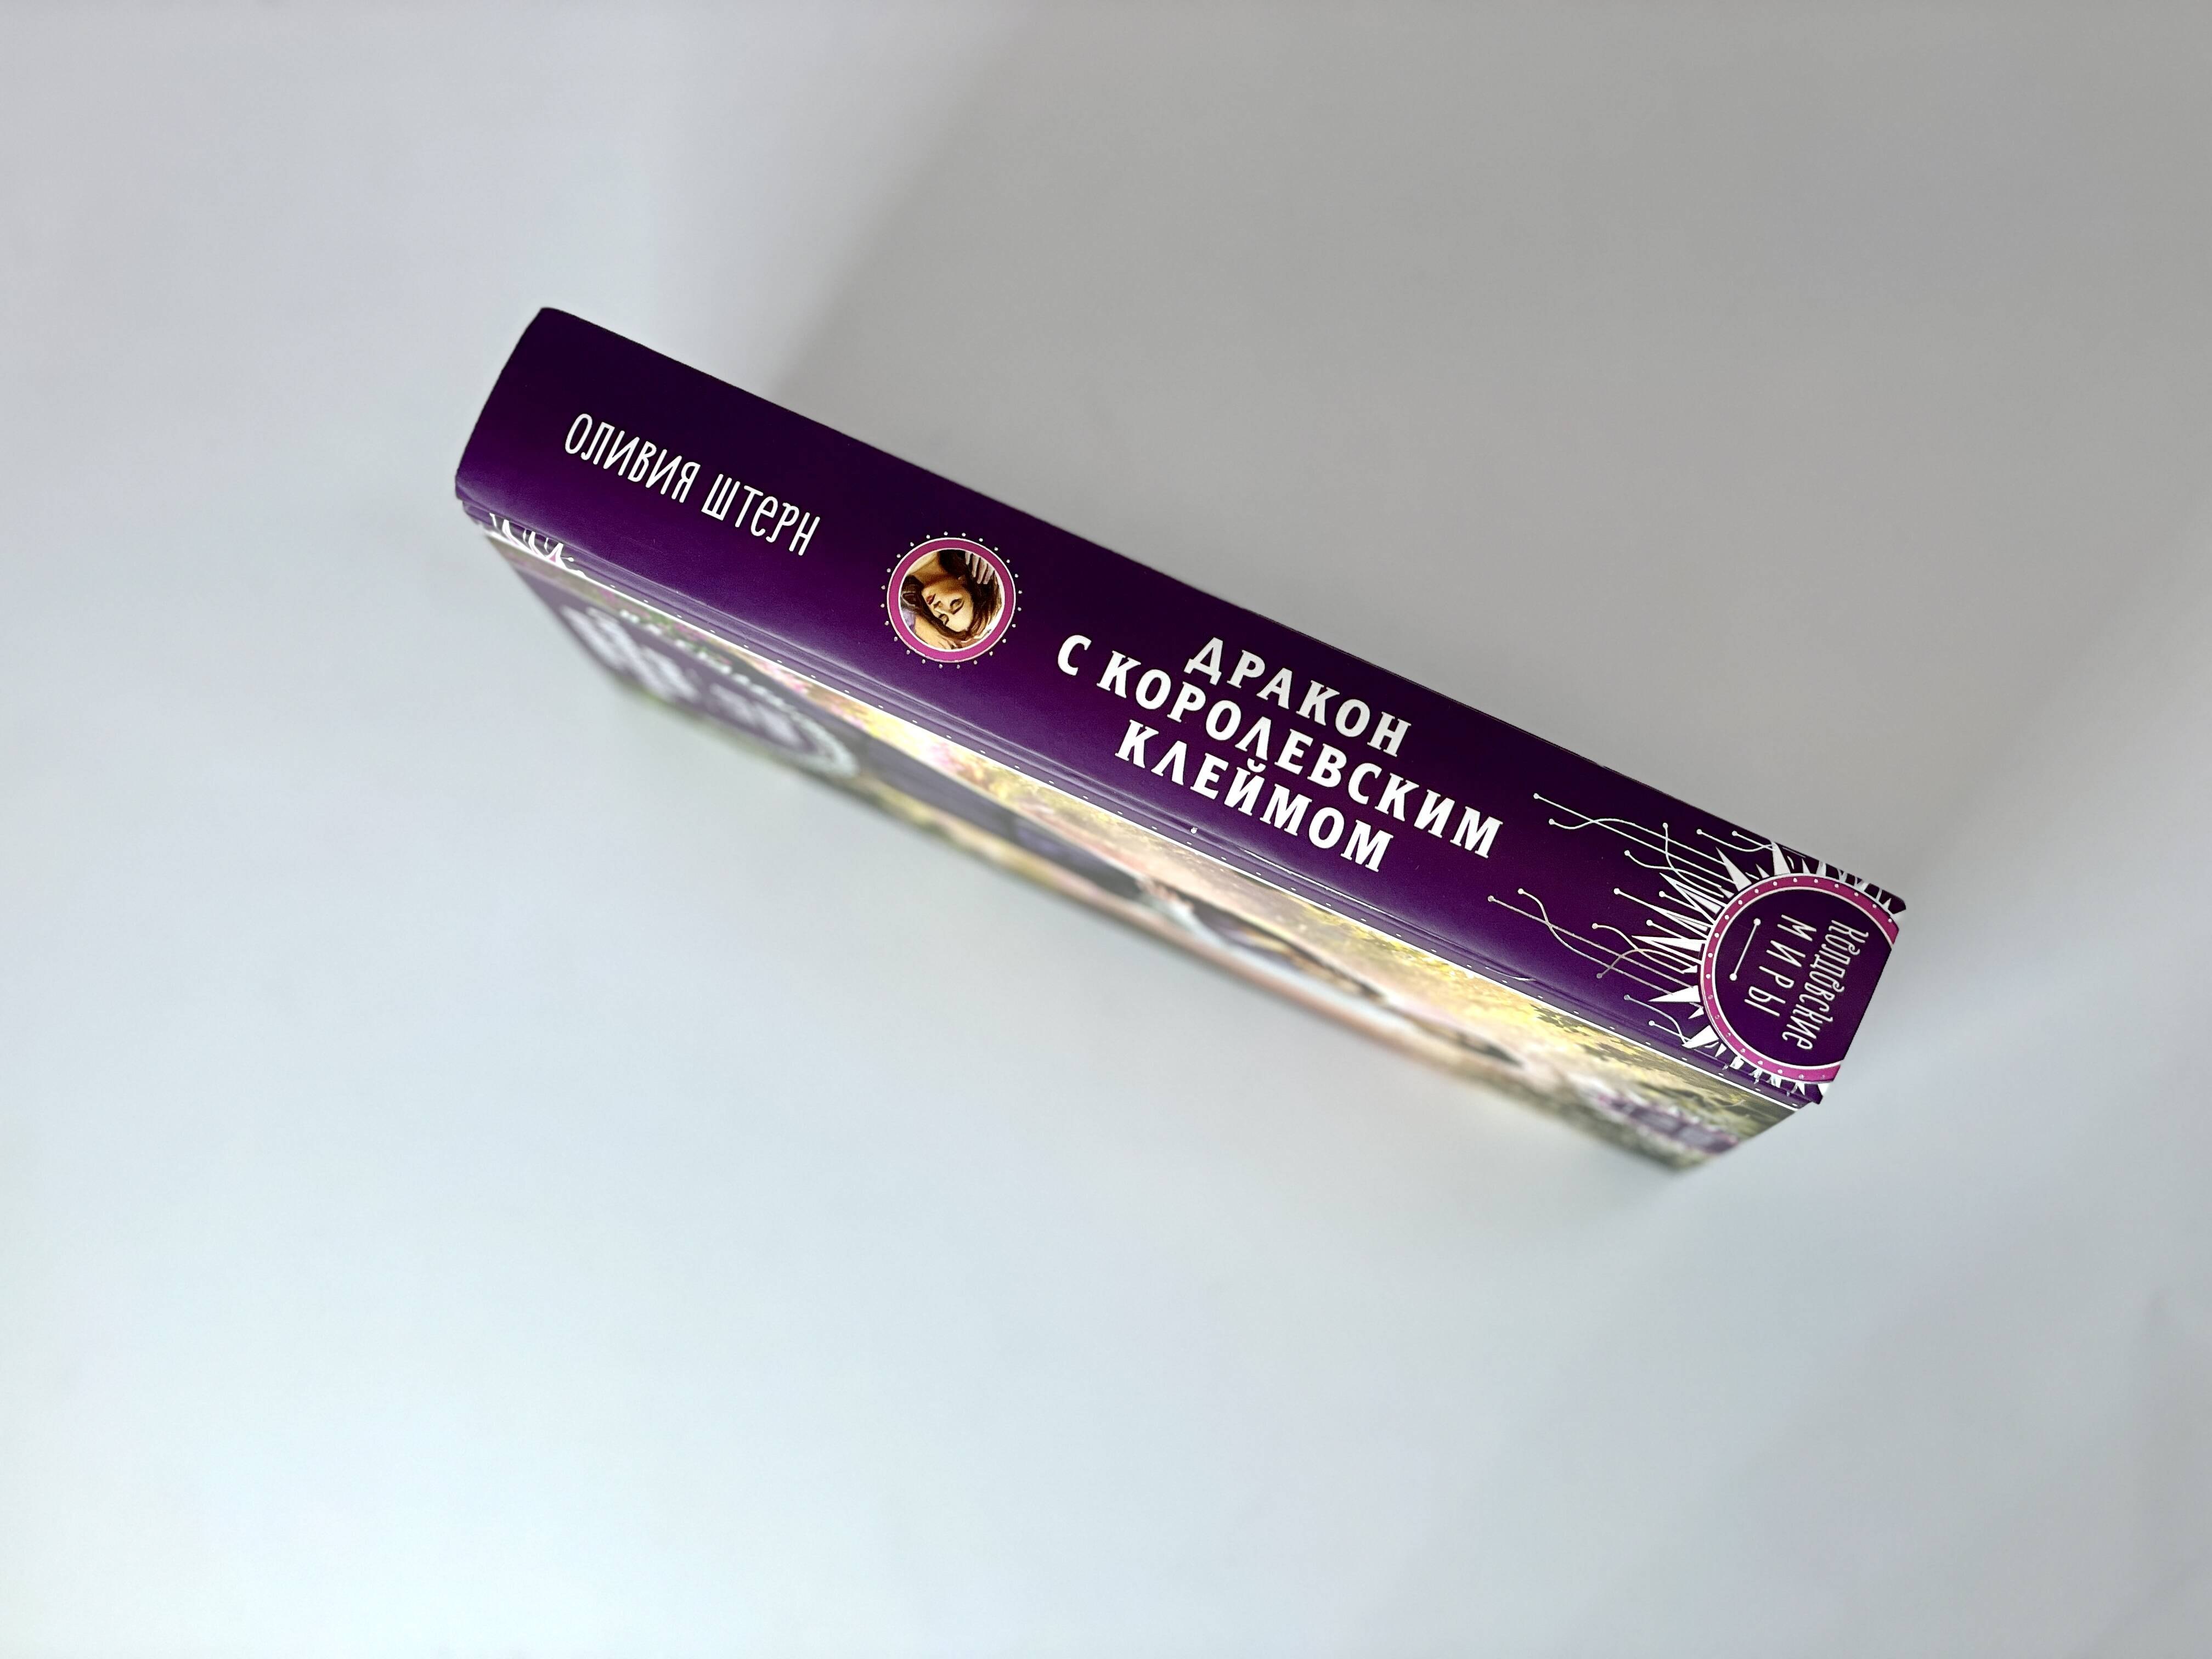 ОЛИВИЯ ШТЕРН
ДРАКОН
С КОРОЛЕВСКИМ
КЛЕЙМОМ
КОЛДОВСКИЕ
МИРЫ